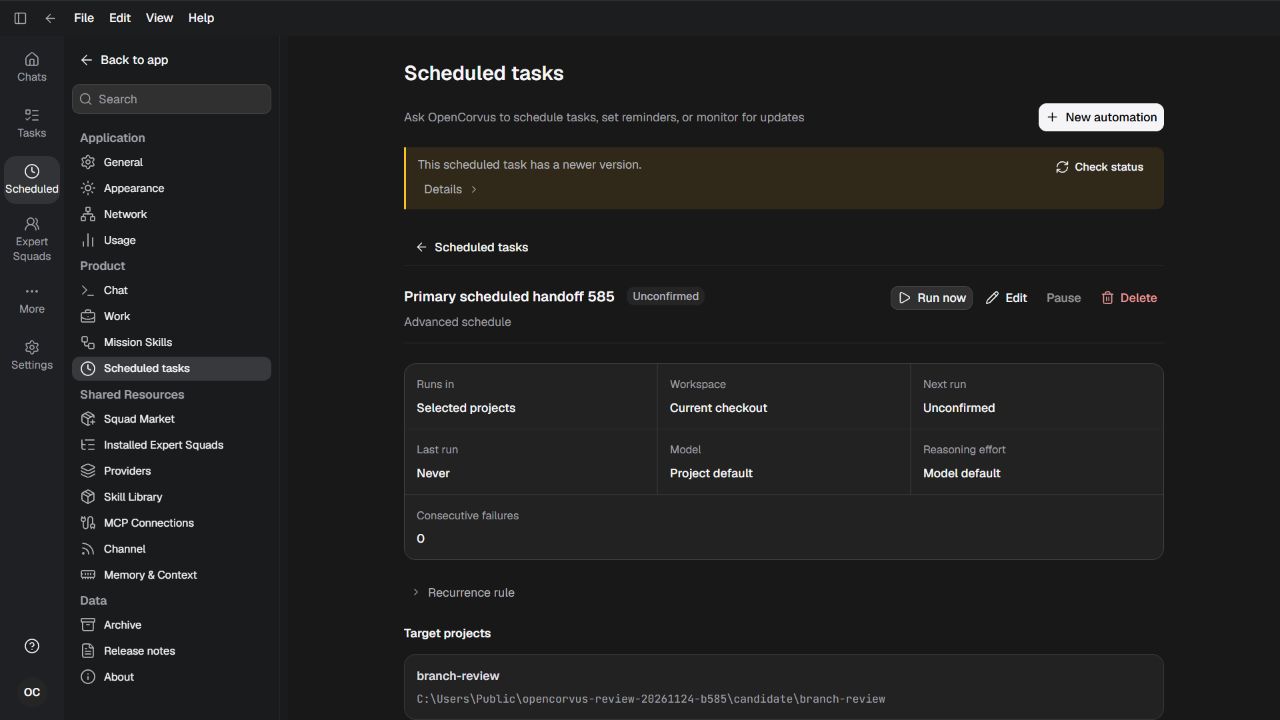 File Edit View Help
Chats
Tasks
Scheduled
Expert
Squads
More
Settings
OC
Back to app
Search
Application
General
Appearance
Network
Usage
Product
Chat
Work
Mission Skills
Scheduled tasks
Shared Resources
Squad Market
Installed Expert Squads
Providers
Skill Library
MCP Connections
Channel
Memory & Context
Data
Archive
Release notes
About
Scheduled tasks
Ask OpenCorvus to schedule tasks, set reminders, or monitor for updates
New automation
This scheduled task has a newer version.
Check status
Details
Scheduled tasks
Primary scheduled handoff 585 Unconfirmed
Run now Edit Pause Delete
Advanced schedule
Runs in
Selected projects
Workspace
Current checkout
Next run
Unconfirmed
Last run
Never
Model
Project default
Reasoning effort
Model default
Consecutive failures
0
Recurrence rule
Target projects
branch-review
C:\Users\Public\opencorvus-review-20261124-b585\candidate\branch-review